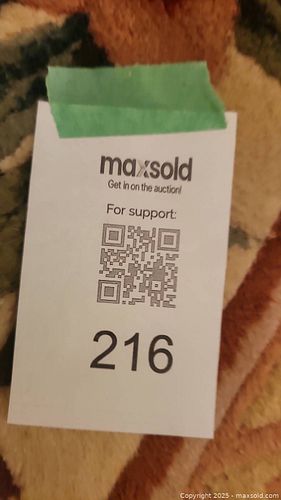 maxsold
Get in on the auction!
For support:
216
Copyright 2025 - maxsold.com